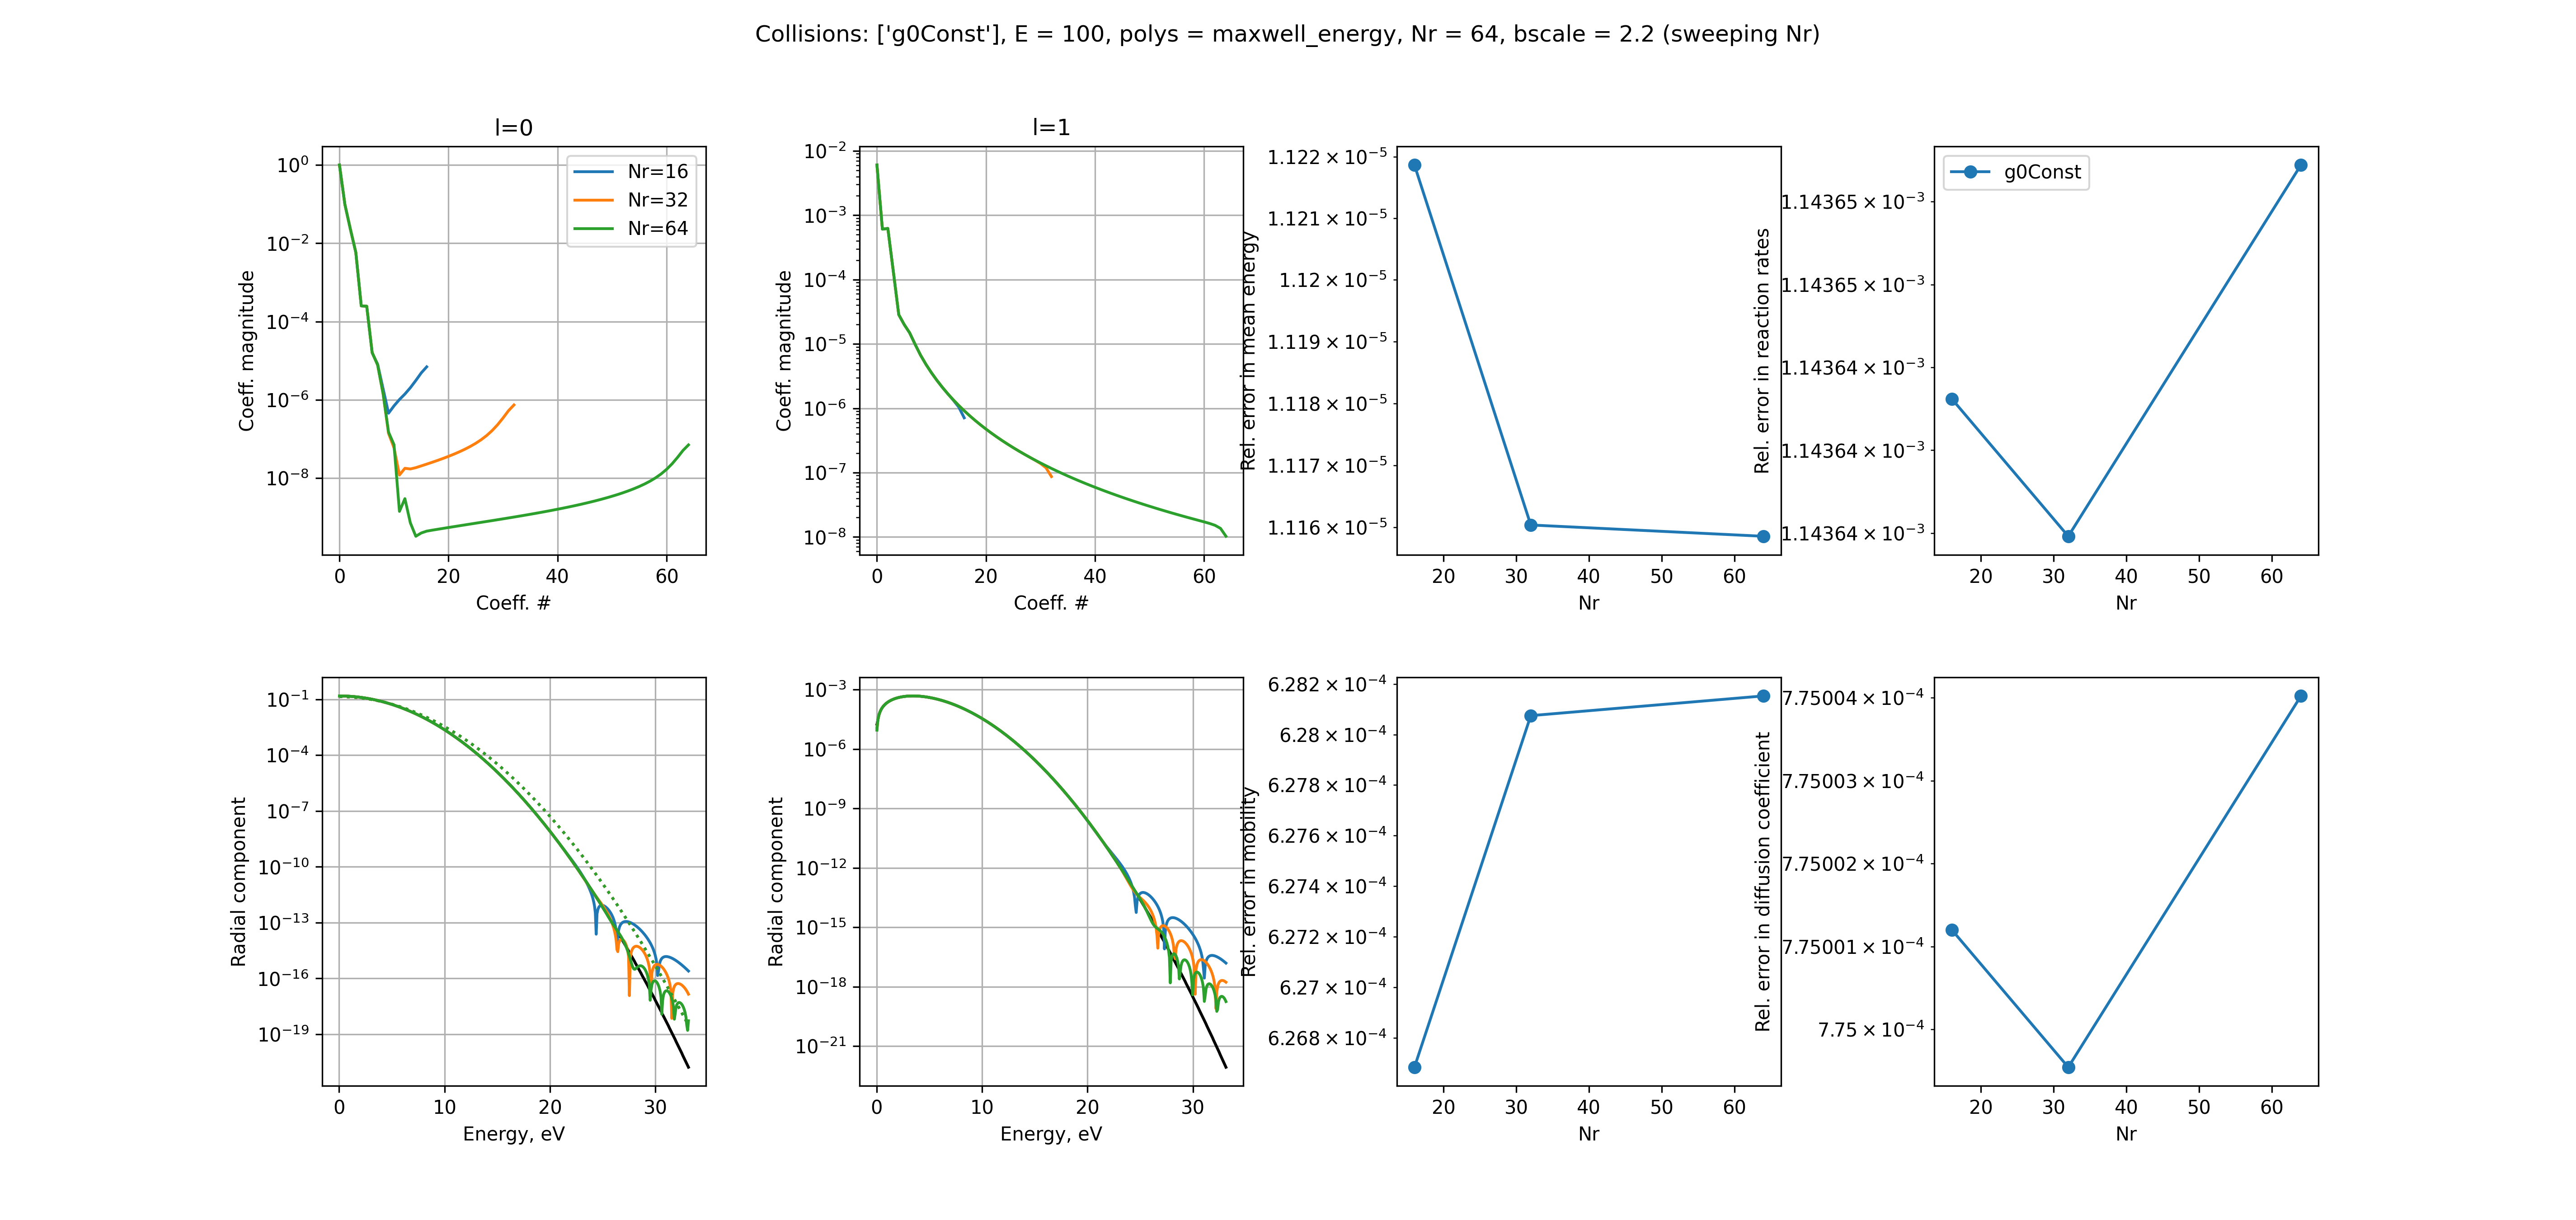 Collisions: ['g0Const'], E = 100, polys = maxwell_energy, Nr = 64, bscale = 2.2 (sweeping Nr)
l=0
Coeff. magnitude
10⁰
10⁻²
10⁻⁴
10⁻⁶
10⁻⁸
Nr=16
Nr=32
Nr=64
0 20 40 60
Coeff. #
l=1
Coeff. magnitude
10⁻²
10⁻³
10⁻⁴
10⁻⁵
10⁻⁶
10⁻⁷
10⁻⁸
0 20 40 60
Coeff. #
Rel. error in mean energy
1.122 × 10⁻⁵
1.121 × 10⁻⁵
1.12 × 10⁻⁵
1.119 × 10⁻⁵
1.118 × 10⁻⁵
1.117 × 10⁻⁵
1.116 × 10⁻⁵
20 30 40 50 60
Nr
Rel. error in reaction rates
1.14365 × 10⁻³
1.14365 × 10⁻³
1.14364 × 10⁻³
1.14364 × 10⁻³
1.14364 × 10⁻³
g0Const
20 30 40 50 60
Nr
Radial component
10⁻¹
10⁻⁴
10⁻⁷
10⁻¹⁰
10⁻¹³
10⁻¹⁶
10⁻¹⁹
0 10 20 30
Energy, eV
Radial component
10⁻³
10⁻⁶
10⁻⁹
10⁻¹²
10⁻¹⁵
10⁻¹⁸
10⁻²¹
0 10 20 30
Energy, eV
Rel. error in mobility
6.282 × 10⁻⁴
6.28 × 10⁻⁴
6.278 × 10⁻⁴
6.276 × 10⁻⁴
6.274 × 10⁻⁴
6.272 × 10⁻⁴
6.27 × 10⁻⁴
6.268 × 10⁻⁴
20 30 40 50 60
Nr
Rel. error in diffusion coefficient
7.75004 × 10⁻⁴
7.75003 × 10⁻⁴
7.75002 × 10⁻⁴
7.75001 × 10⁻⁴
7.75 × 10⁻⁴
20 30 40 50 60
Nr